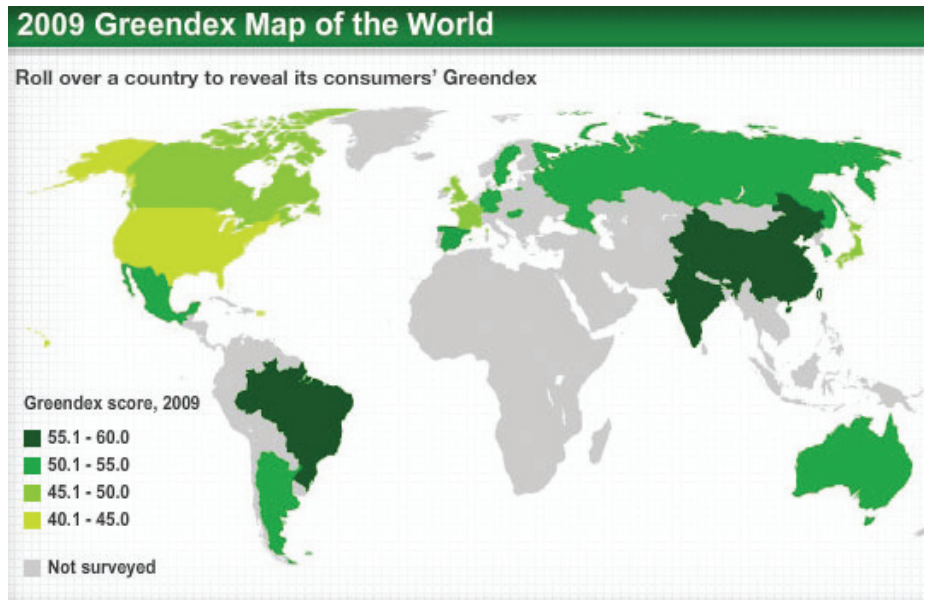 2009 Greendex Map of the World
Roll over a country to reveal its consumers' Greendex
Greendex score, 2009
55.1 - 60.0
50.1 - 55.0
45.1 - 50.0
40.1 - 45.0
Not surveyed